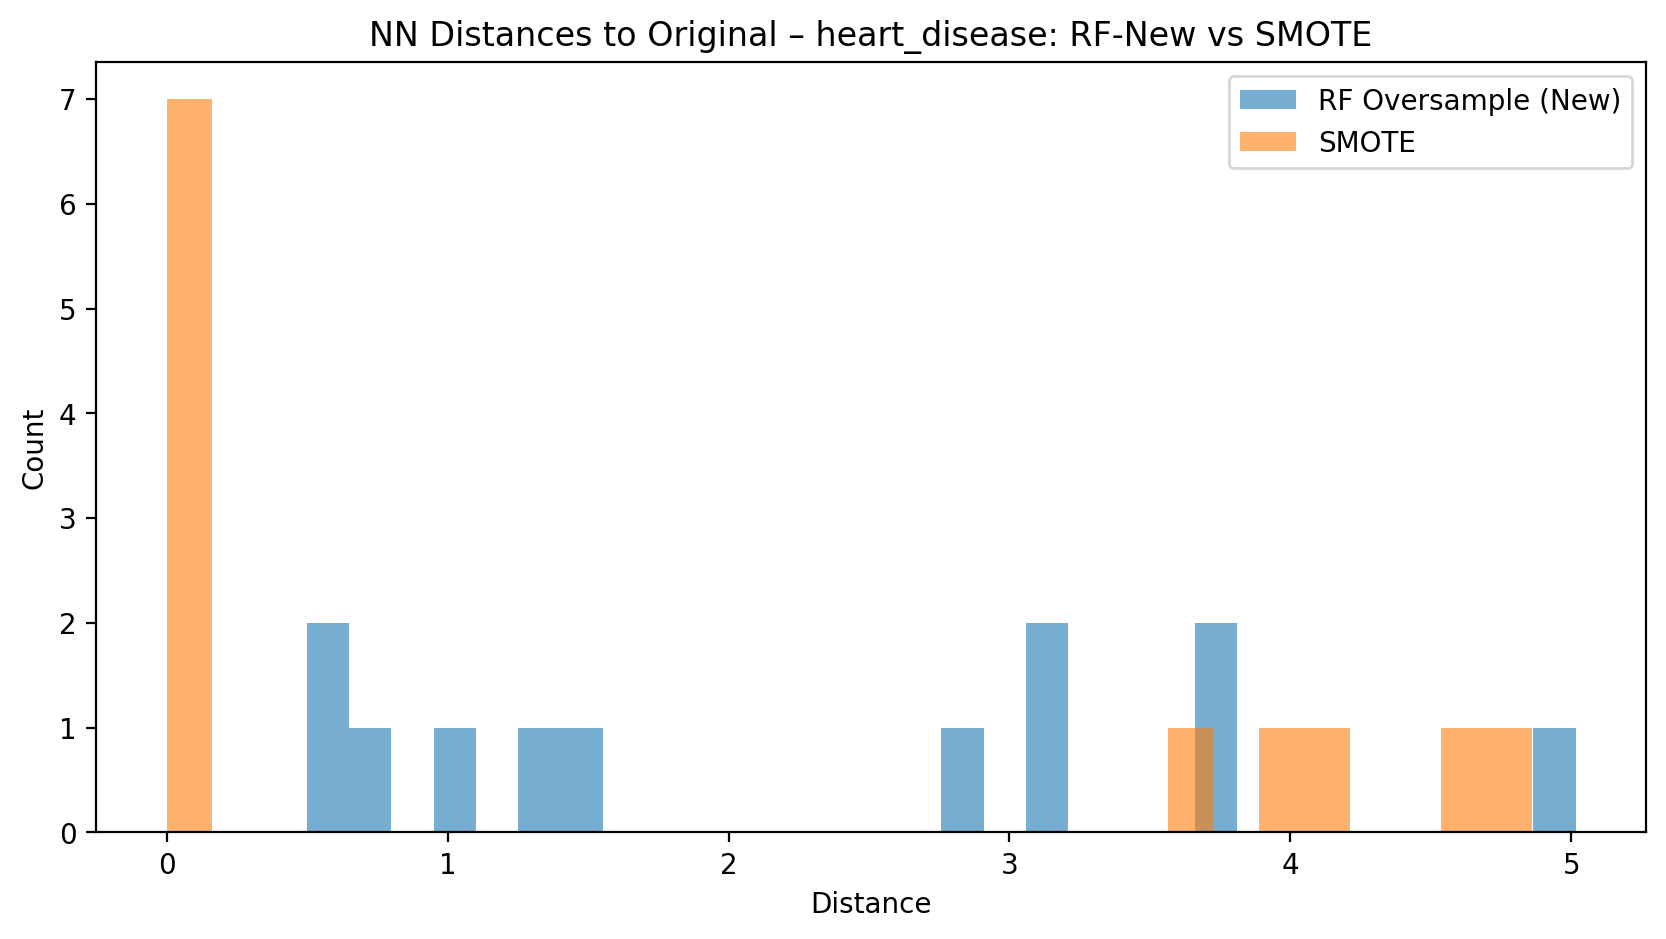 NN Distances to Original – heart_disease: RF-New vs SMOTE
RF Oversample (New)
SMOTE
Count
7
6
5
4
3
2
1
0
0 1 2 3 4 5
Distance